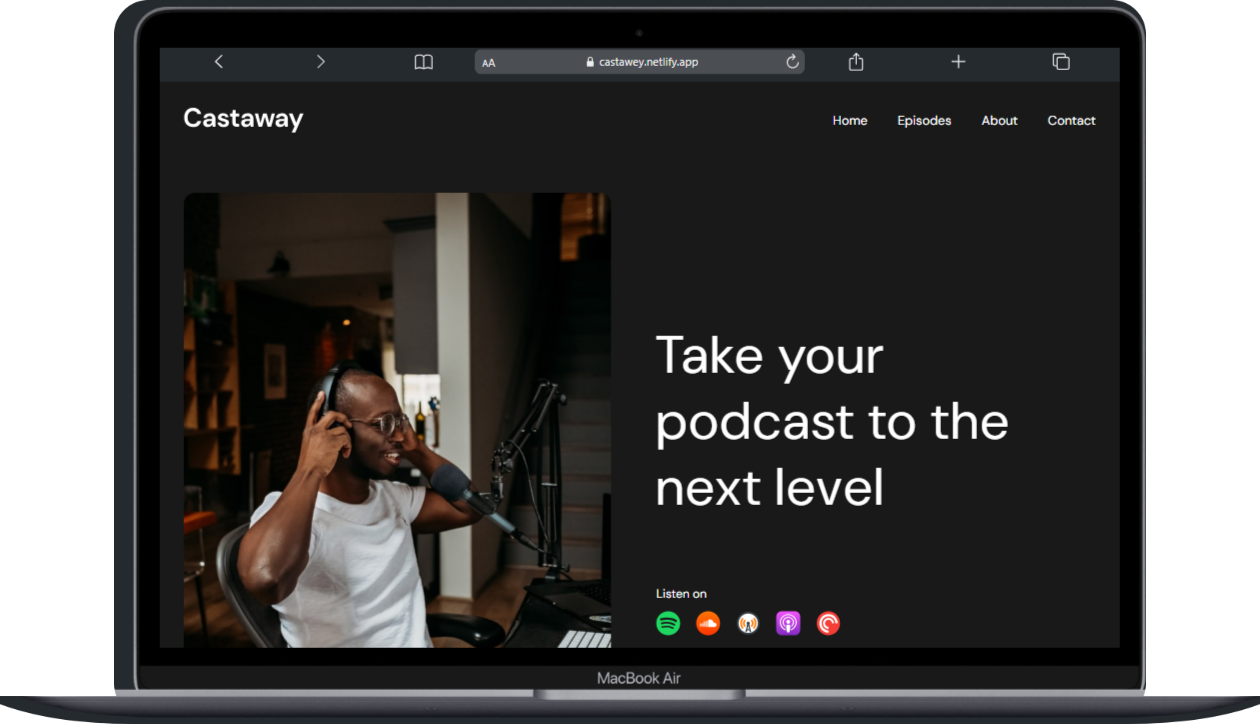 AA
castawey.netlify.app
Castaway
Home
Episodes
About
Contact
Take your
podcast to the
next level
Listen on
MacBook Air